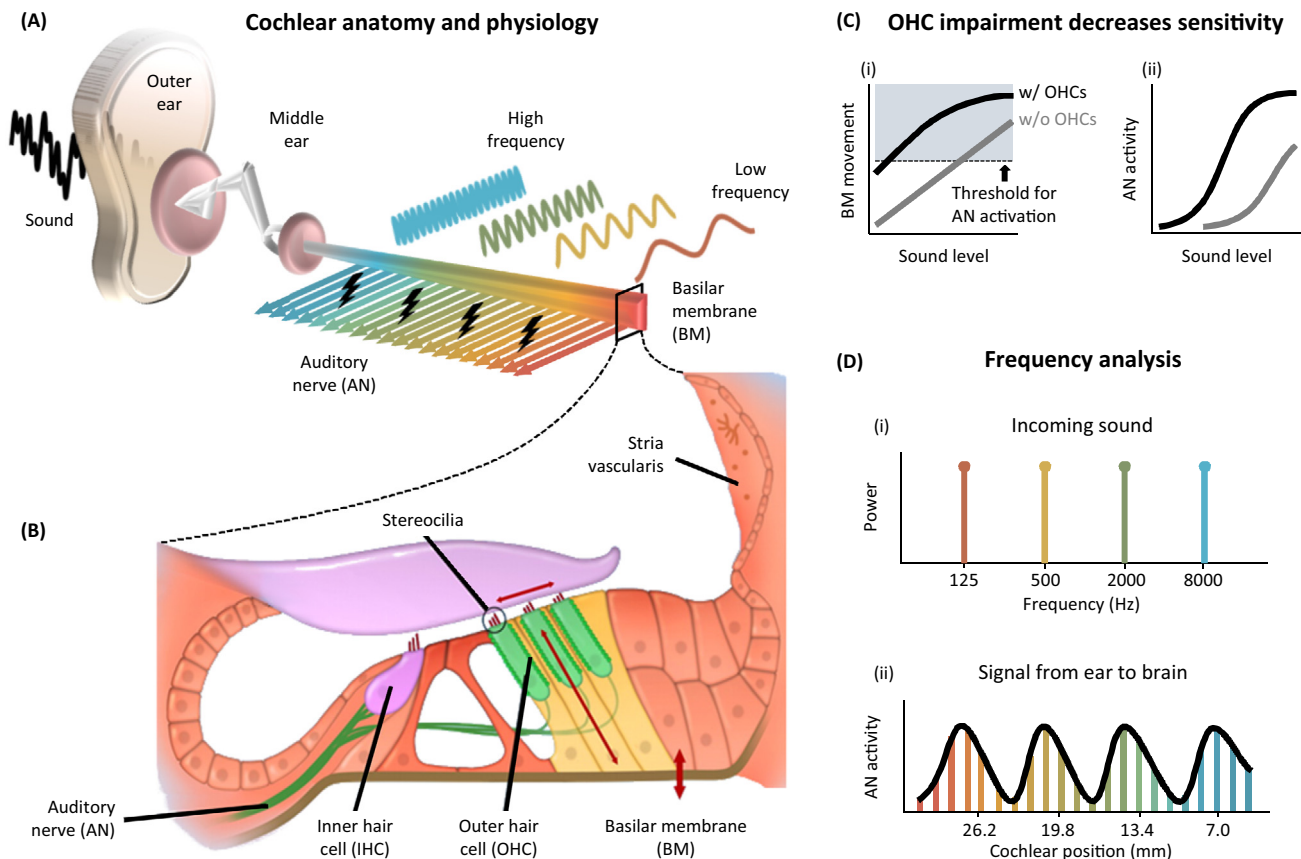 (A)
Cochlear anatomy and physiology
Outer
ear
Middle
ear
High
frequency
Low
frequency
Sound
Basilar
membrane
(BM)
Auditory
nerve (AN)
Stria
vascularis
(B)
Stereocilia
Auditory
nerve (AN)
Inner hair
cell (IHC)
Outer hair
cell (OHC)
Basilar membrane
(BM)
(C)
OHC impairment decreases sensitivity
(i)
BM movement
w/ OHCs
w/o OHCs
Threshold for
AN activation
Sound level
(ii)
AN activity
Sound level
(D)
Frequency analysis
(i)
Incoming sound
Power
125 500 2000 8000
Frequency (Hz)
(ii)
Signal from ear to brain
AN activity
26.2 19.8 13.4 7.0
Cochlear position (mm)